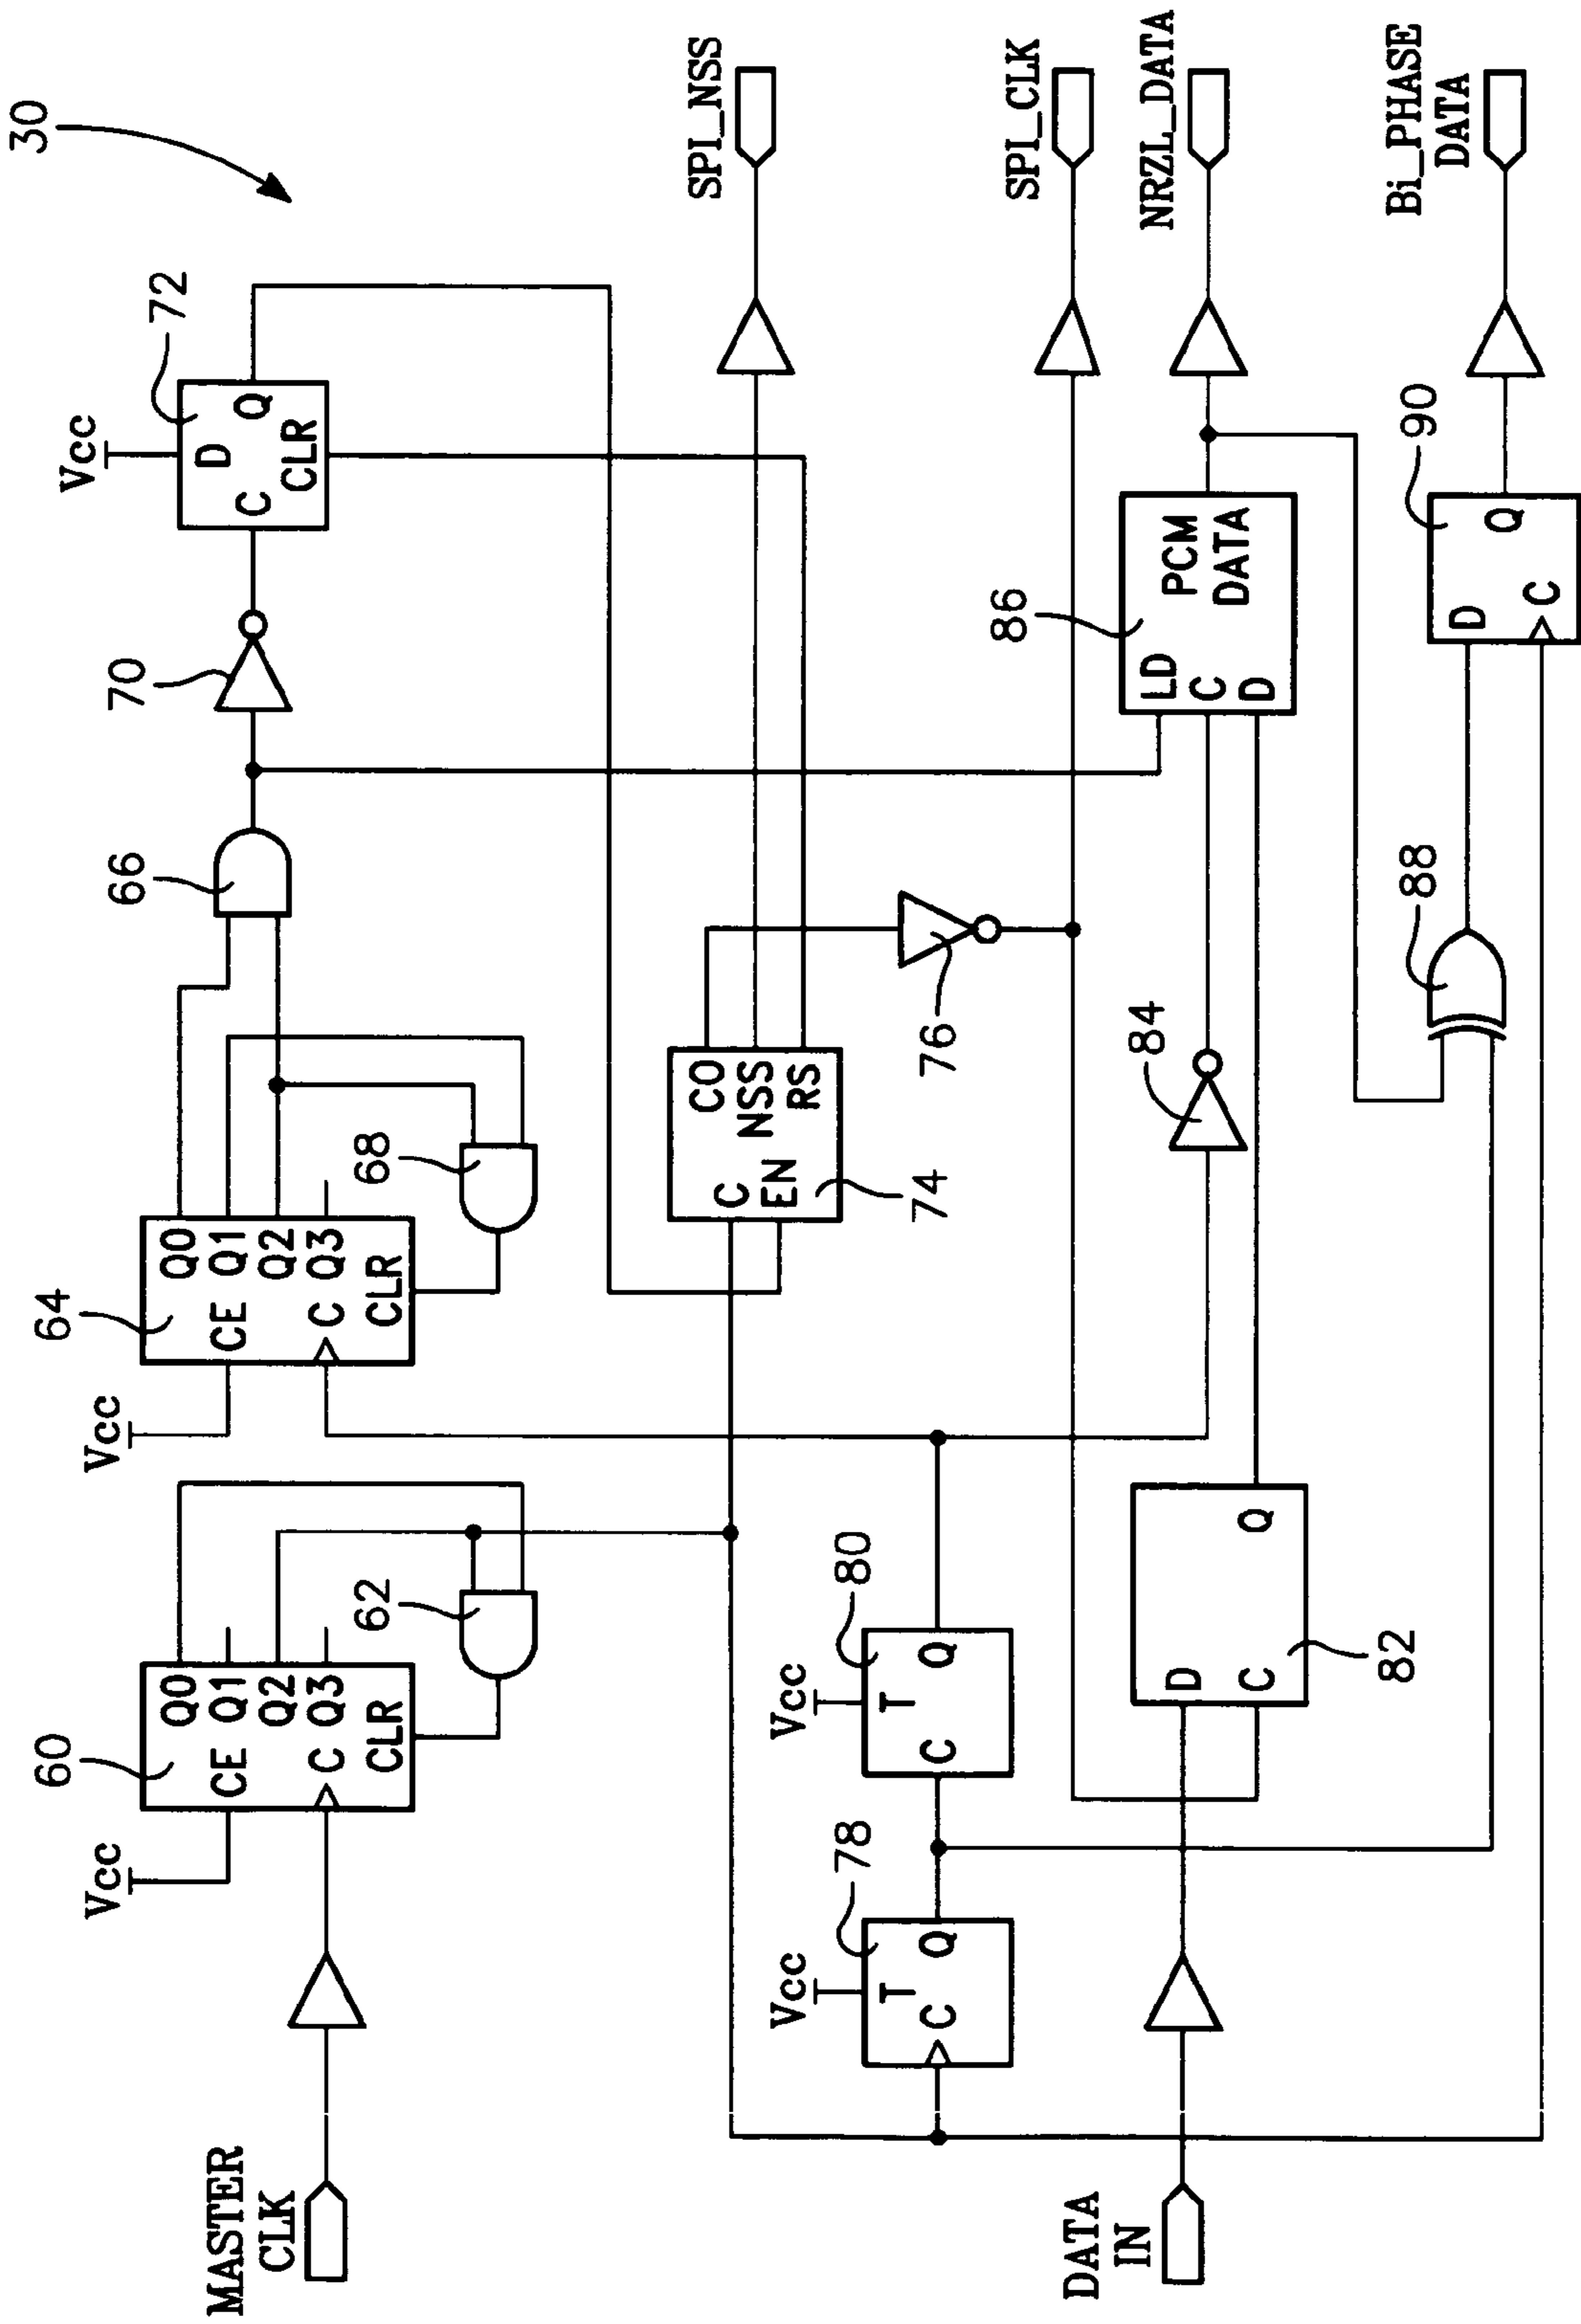 30
Vcc
72
D
Q
C
CLR
70
66
Vcc
64
Q0
CE Q1
Q2
C Q3
CLR
68
Vcc
60
Q0
CE Q1
Q2
C Q3
CLR
62
MASTER
CLK
SPI_NSS
C
EN
CO
NSS
RS
74
76
SPI_CLK
NRZL_DATA
Bi_PHASE
DATA
Vcc
78
T
C Q
Vcc
80
T
C Q
84
86
LD
C
D
PCM
DATA
D
C
Q
82
DATA
IN
88
90
D
Q
C